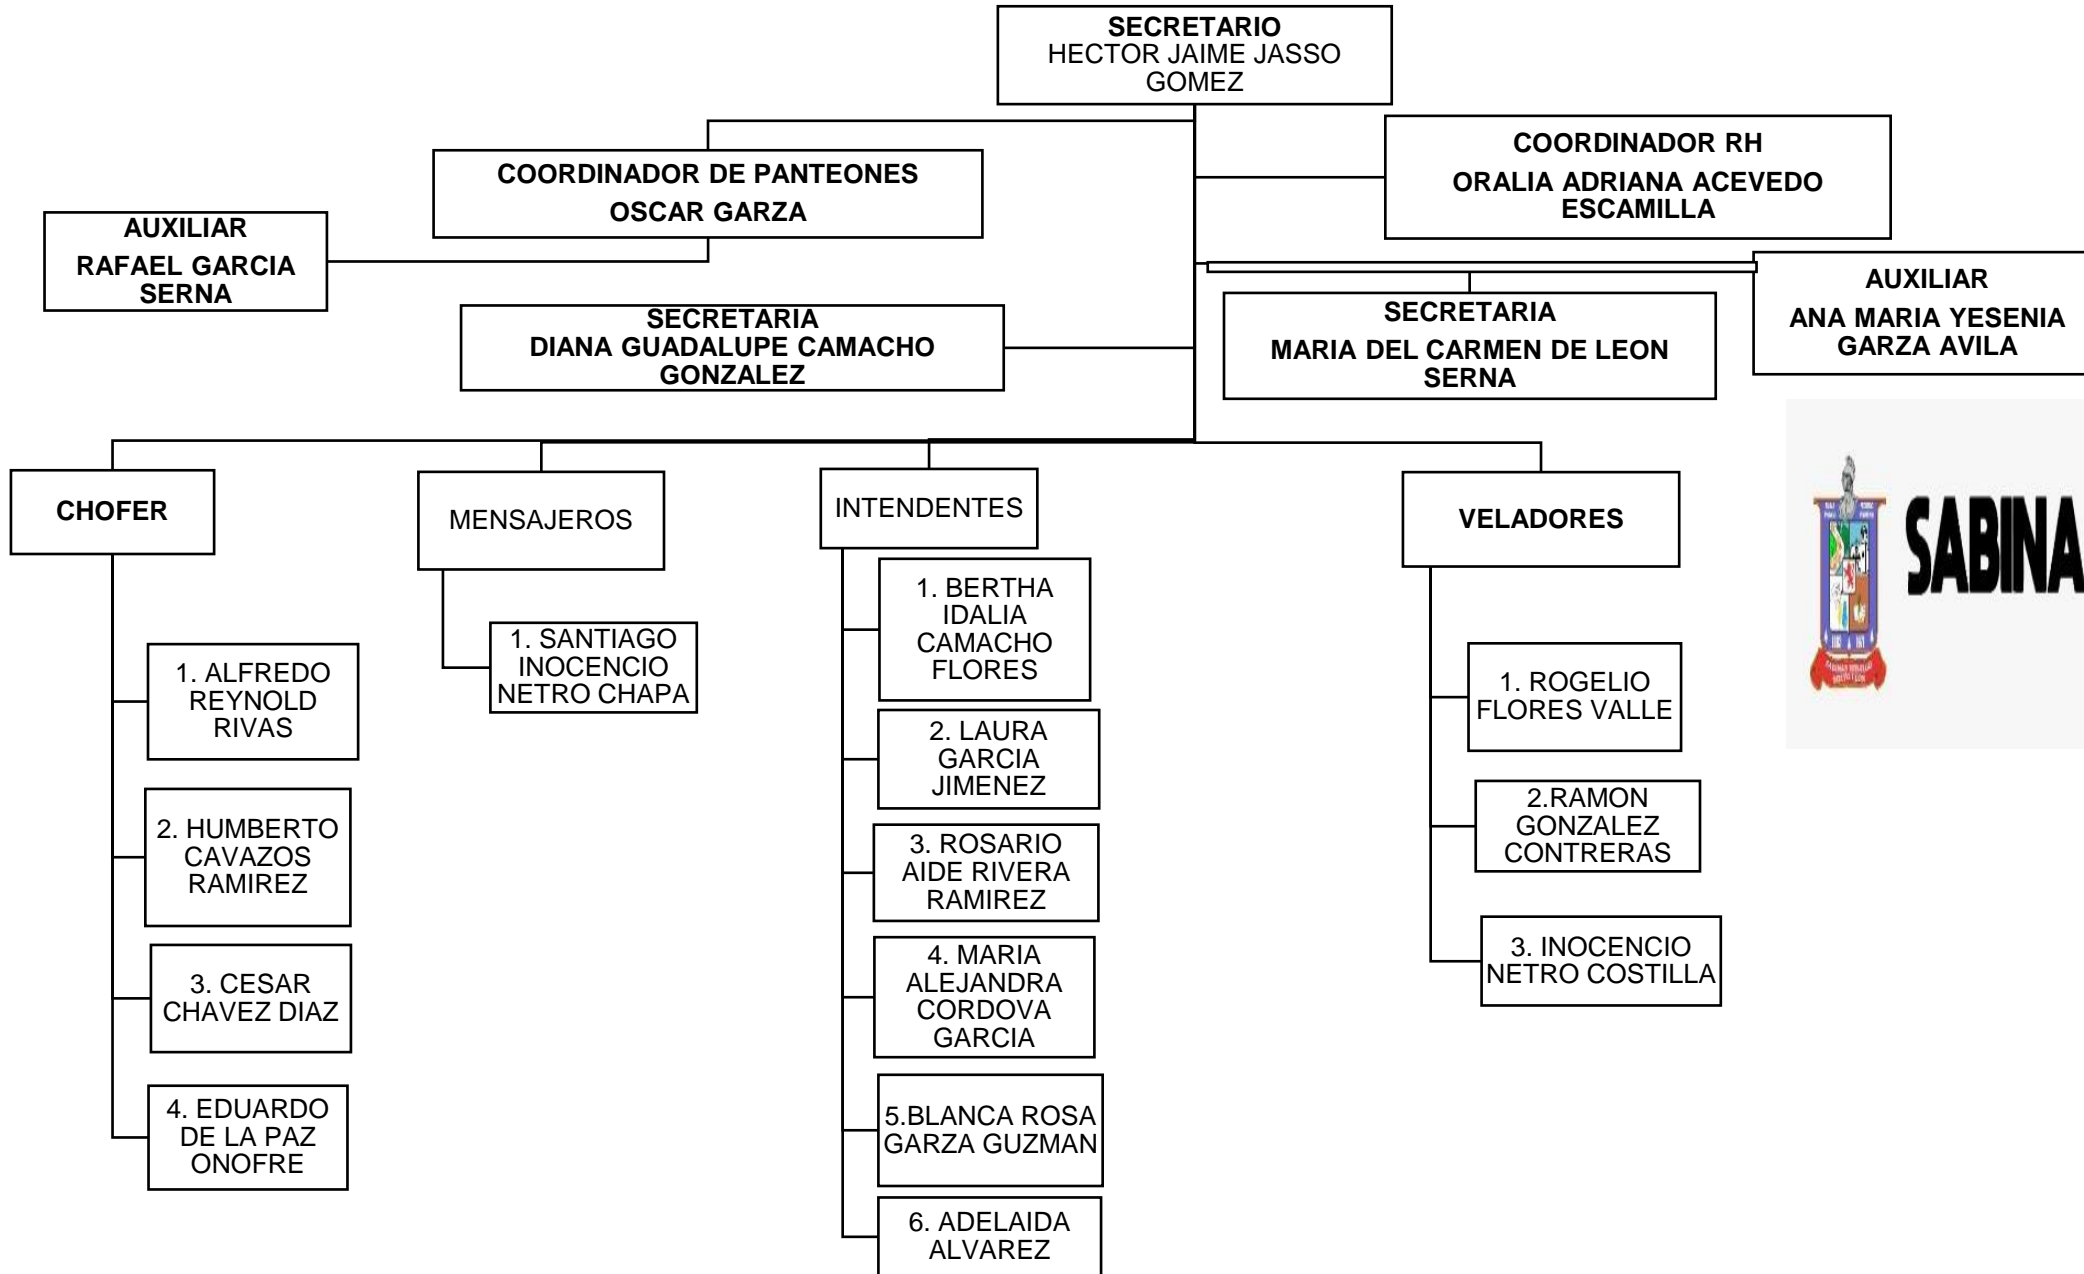 SECRETARIO
HECTOR JAIME JASSO
GOMEZ
COORDINADOR DE PANTEONES
OSCAR GARZA
COORDINADOR RH
ORALIA ADRIANA ACEVEDO
ESCAMILLA
AUXILIAR
RAFAEL GARCIA
SERNA
AUXILIAR
ANA MARIA YESENIA
GARZA AVILA
SECRETARIA
DIANA GUADALUPE CAMACHO
GONZALEZ
SECRETARIA
MARIA DEL CARMEN DE LEON
SERNA
CHOFER
1. ALFREDO
REYNOLD
RIVAS
2. HUMBERTO
CAVAZOS
RAMIREZ
3. CESAR
CHAVEZ DIAZ
4. EDUARDO
DE LA PAZ
ONOFRE
MENSAJEROS
1. SANTIAGO
INOCENCIO
NETRO CHAPA
INTENDENTES
1. BERTHA
IDALIA
CAMACHO
FLORES
2. LAURA
GARCIA
JIMENEZ
3. ROSARIO
AIDE RIVERA
RAMIREZ
4. MARIA
ALEJANDRA
CORDOVA
GARCIA
5.BLANCA ROSA
GARZA GUZMAN
6. ADELAIDA
ALVAREZ
VELADORES
1. ROGELIO
FLORES VALLE
2.RAMON
GONZALEZ
CONTRERAS
3. INOCENCIO
NETRO COSTILLA
SABINA